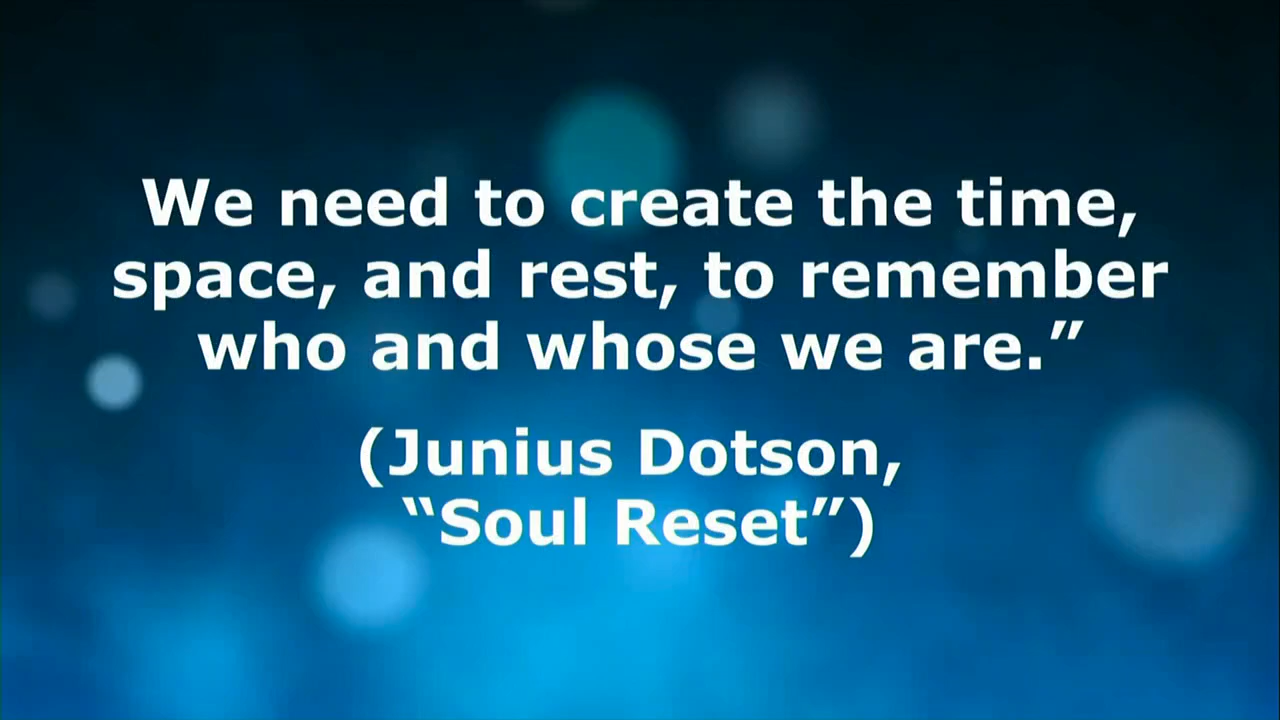 We need to create the time,
space, and rest, to remember
who and whose we are.”
(Junius Dotson,
“Soul Reset”)